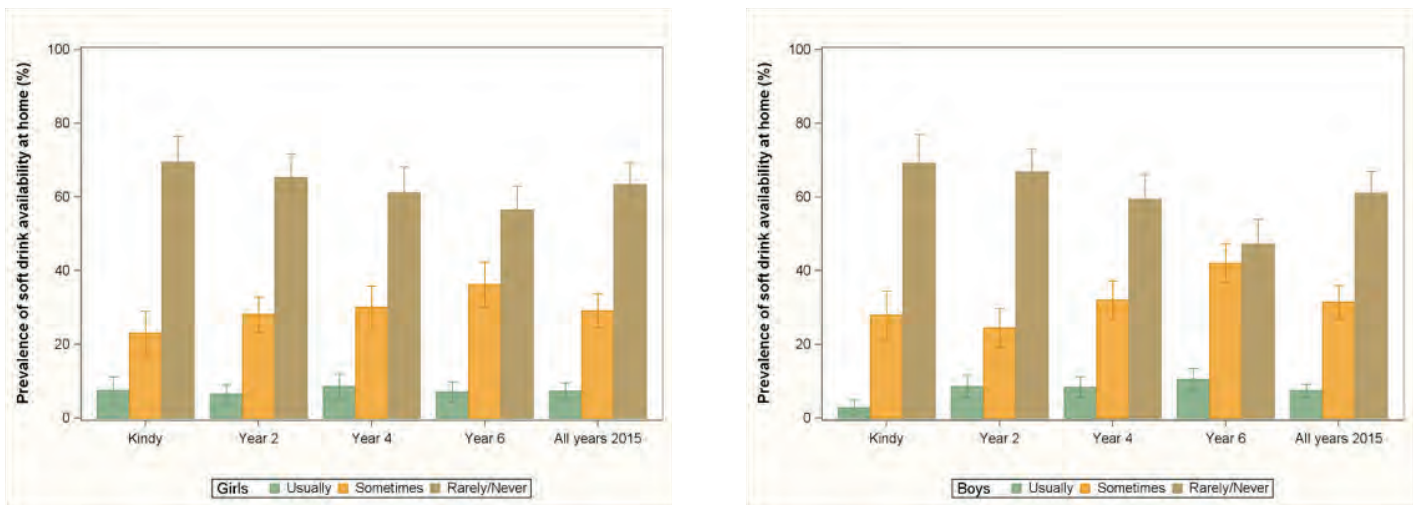 Prevalence of soft drink availability at home (%)
100
80
60
40
20
0
Kindy Year 2 Year 4 Year 6 All years 2015
Girls Usually Sometimes Rarely/Never
Prevalence of soft drink availability at home (%)
100
80
60
40
20
0
Kindy Year 2 Year 4 Year 6 All years 2015
Boys Usually Sometimes Rarely/Never